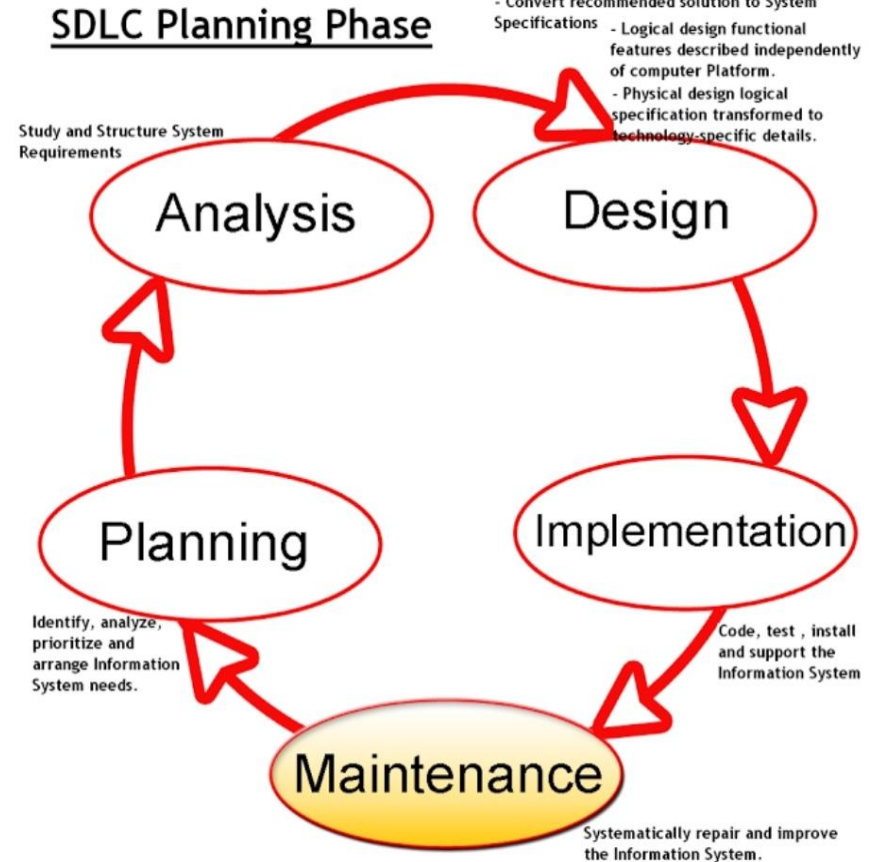 SDLC Planning Phase
- Convert recommended solution to System
Specifications
- Logical design functional
features described independently
of computer Platform.
- Physical design logical
specification transformed to
technology-specific details.
Study and Structure System
Requirements
Analysis
Design
Planning
Implementation
Identify, analyze,
prioritize and
arrange Information
System needs.
Code, test , install
and support the
Information System
Maintenance
Systematically repair and improve
the Information System.